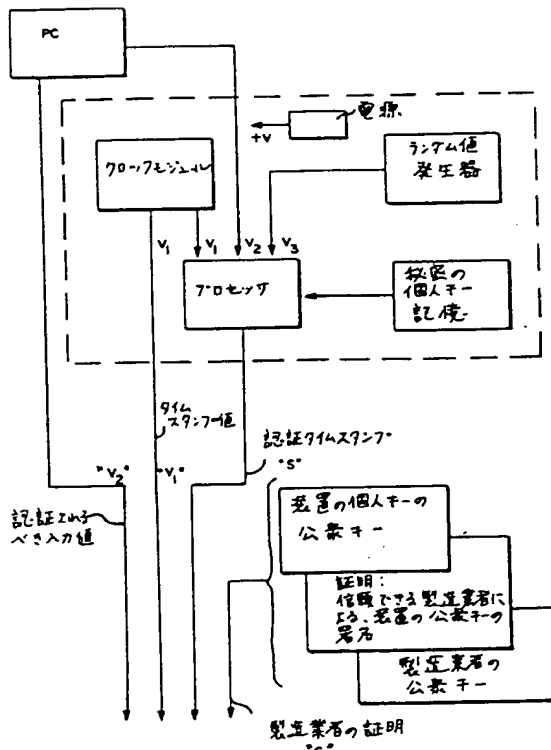 PC
電源
+V
クロックモジュール
ランダム値
発生器
V₁
V₁
V₂
V₃
プロセッサ
秘密の
個人キー
記憶
タイム
スタンプ値
認証タイムスタンプ
"S"
"V₂"
"V₁"
認証される
べき入力値
装置の個人キーの
公衆キー
証明:
信頼できる製造業者に
よる、装置の公衆キーの
署名
製造業者の
公衆キー
製造業者の証明